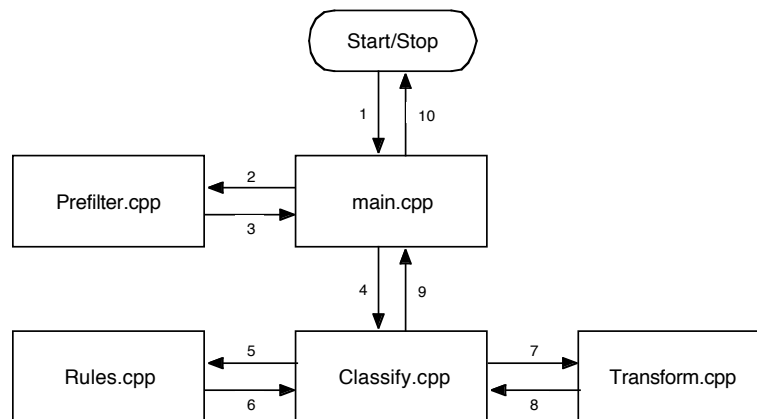 Start/Stop
1
10
2
Prefilter.cpp
main.cpp
3
4
9
5
7
Rules.cpp
Classify.cpp
Transform.cpp
6
8